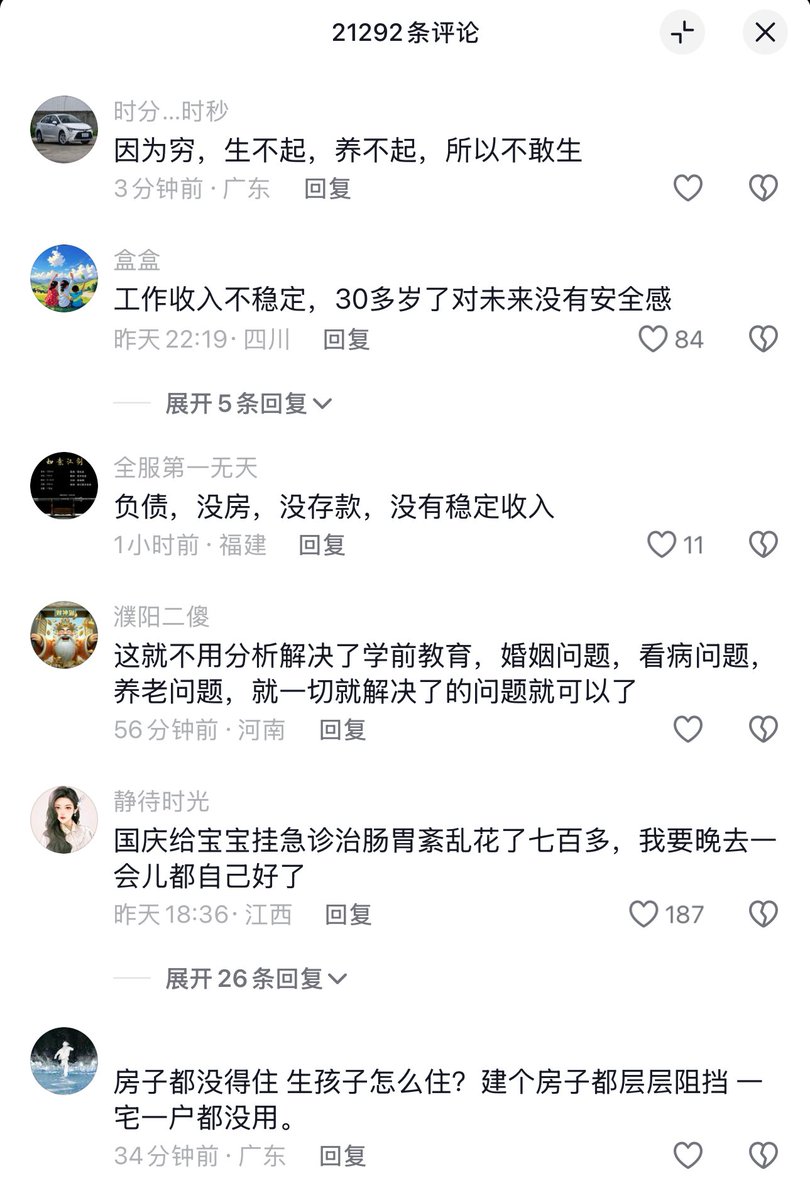 21292条评论
时分...时秒
因为穷，生不起，养不起，所以不敢生
3分钟前·广东 回复
盒盒
工作收入不稳定，30多岁了对未来没有安全感
昨天22:19·四川 回复 84
展开5条回复
全服第一无天
负债，没房，没存款，没有稳定收入
1小时前·福建 回复 11
濮阳二傻
这就不用分析解决了学前教育，婚姻问题，看病问题，
养老问题，就一切就解决了的问题就可以了
56分钟前·河南 回复
静待时光
国庆给宝宝挂急诊治肠胃紊乱花了七百多，我要晚去一
会儿都自己好了
昨天18:36·江西 回复 187
展开26条回复
房子都没得住 生孩子怎么住？建个房子都层层阻挡 一
宅一户都没用。
34分钟前·广东 回复